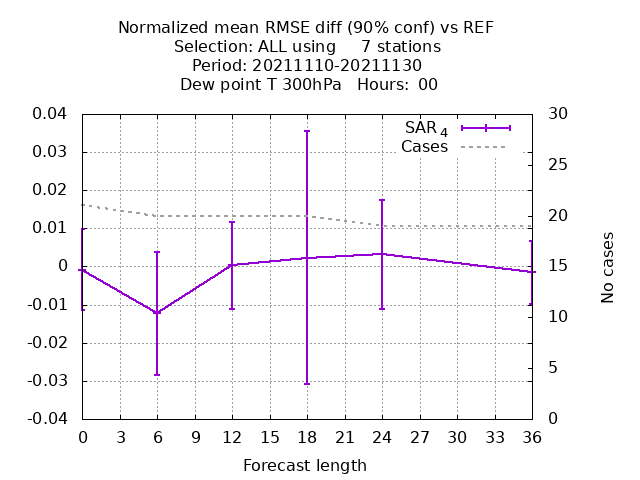 Normalized mean RMSE diff (90% conf) vs REF
Selection: ALL using     7 stations
Period: 20211110-20211130
Dew point T 300hPa   Hours:  00
SAR 4
Cases
0.04
0.03
0.02
0.01
0
-0.01
-0.02
-0.03
-0.04
30
25
20
15
10
5
0
No cases
0 3 6 9 12 15 18 21 24 27 30 33 36
Forecast length